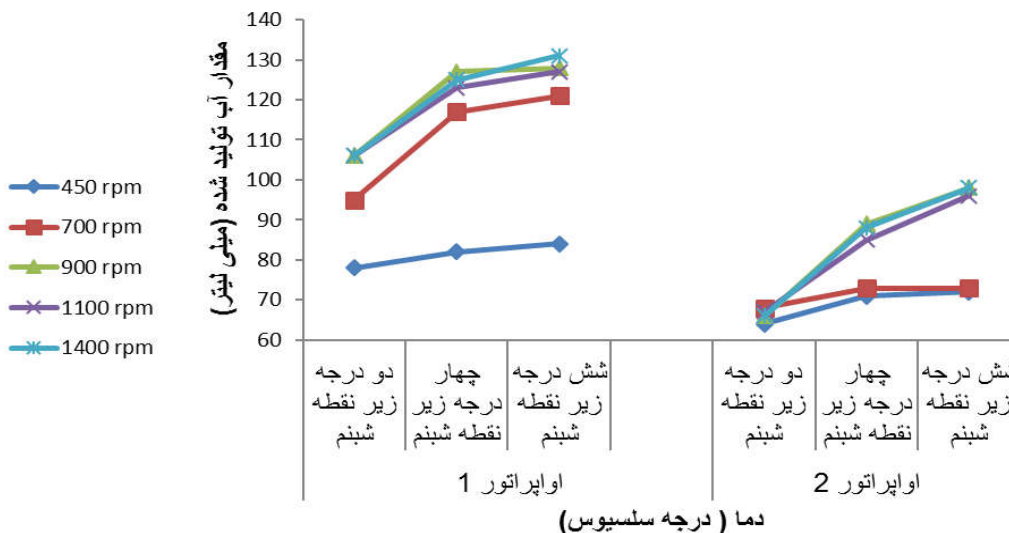 140
130
120
110
100
90
80
70
60
مقدار آب تولید شده (میلی لیتر)
450 rpm
700 rpm
900 rpm
1100 rpm
1400 rpm
دو درجه
زیر نقطه
شبنم
چهار
درجه زیر
نقطه شبنم
شش درجه
زیر نقطه
شبنم
دو درجه
زیر نقطه
شبنم
چهار
درجه زیر
نقطه شبنم
شش درجه
زیر نقطه
شبنم
اواپراتور 1
اواپراتور 2
دما ( درجه سلسیوس)